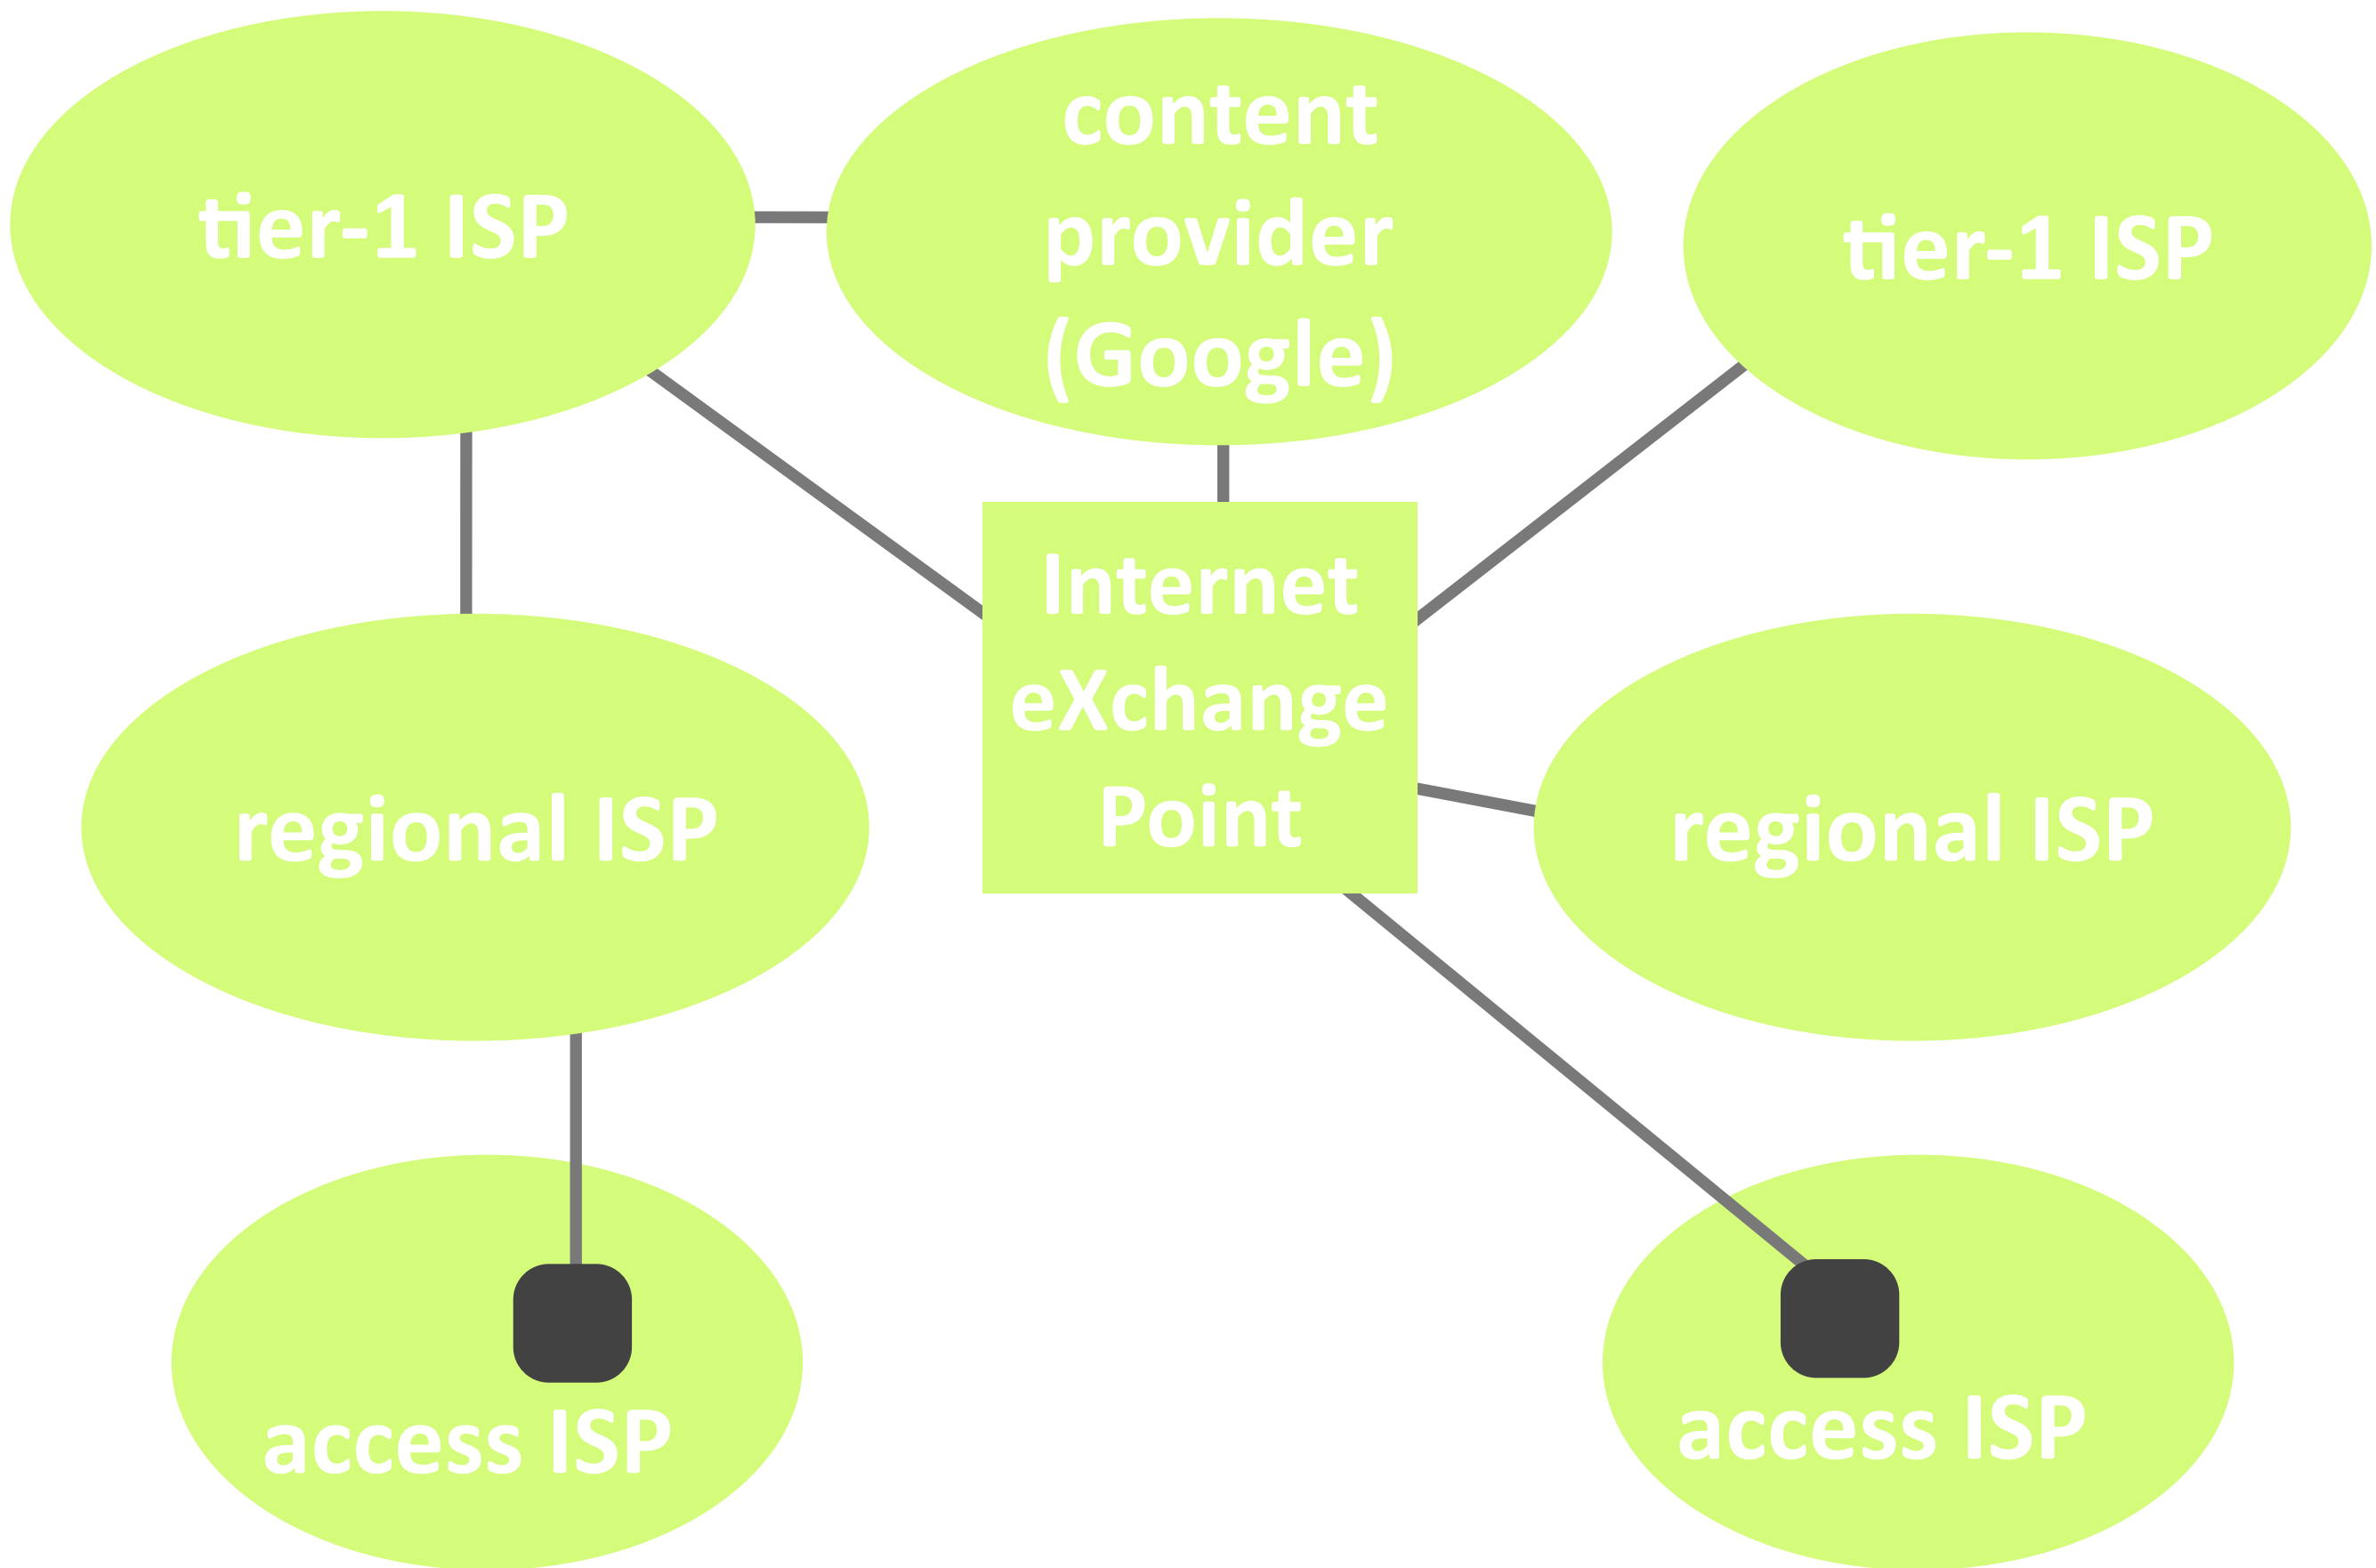 tier-1 ISP
content
provider
(Google)
tier-1 ISP
Internet
eXchange
Point
regional ISP
regional ISP
access ISP
access ISP